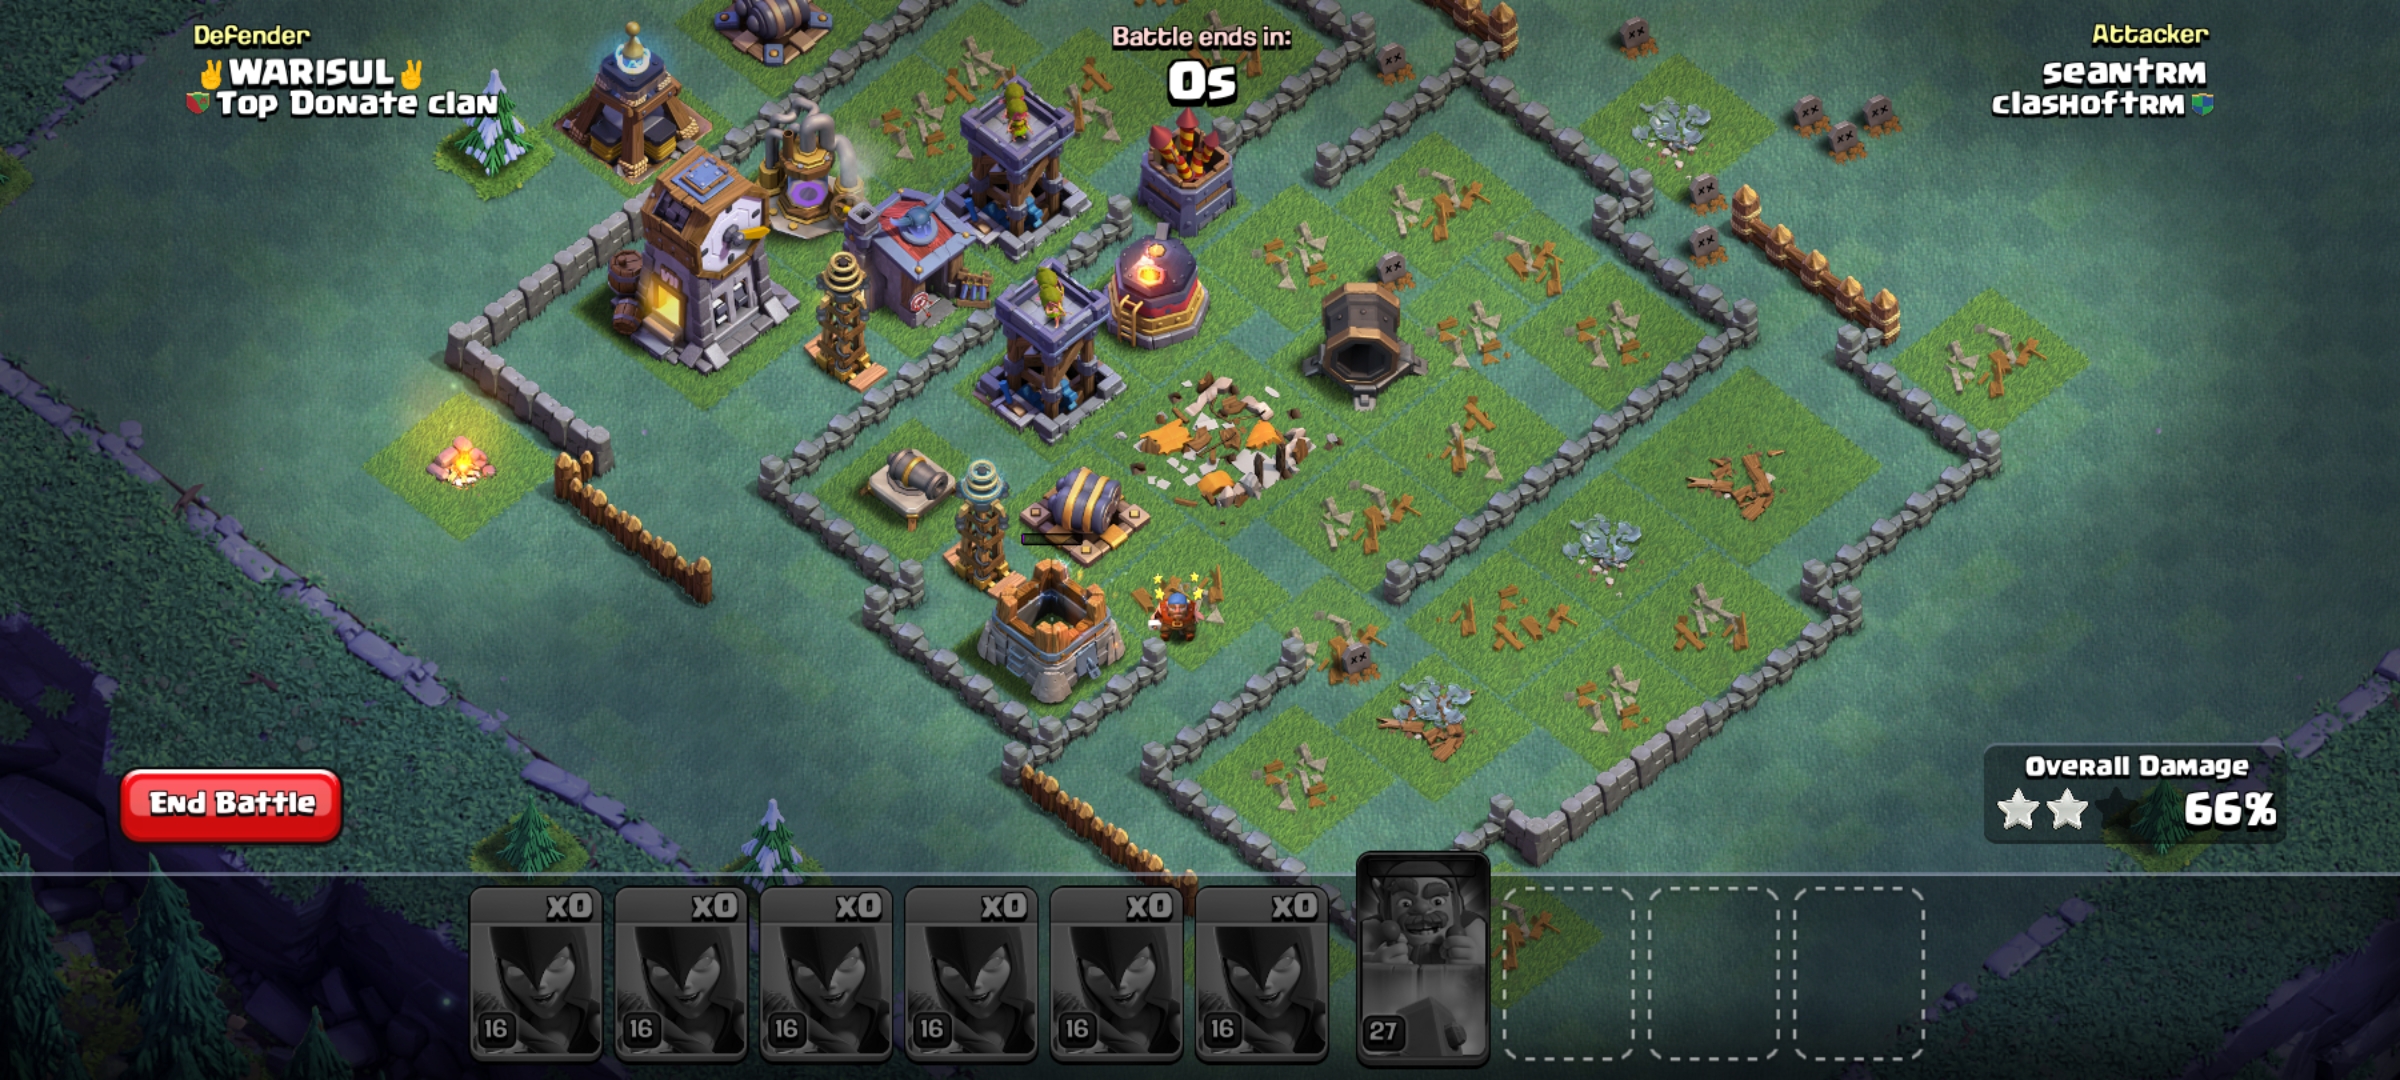 Defender
✌WARISUL✌
Top Donate clan
Battle ends in:
0s
Attacker
seantRM
clashoftRM
End Battle
Overall Damage
66%
x0
x0
x0
x0
x0
x0
16
16
16
16
16
16
27